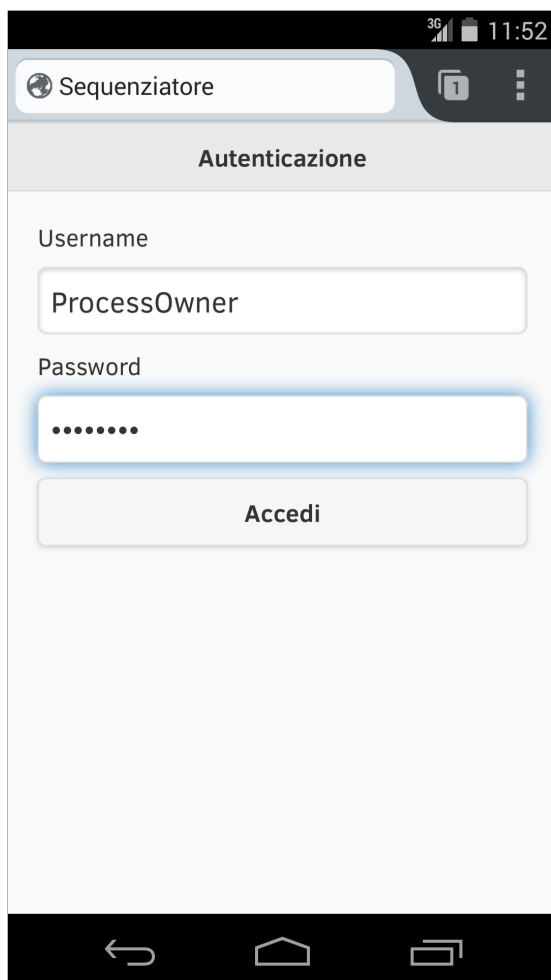 3G 11:52
Sequenziatore 1
Autenticazione
Username
ProcessOwner
Password
••••••••
Accedi